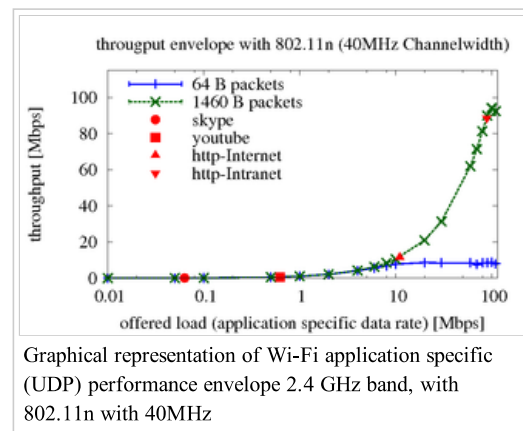 througput envelope with 802.11n (40MHz Channelwidth)
64 B packets
1460 B packets
skype
youtube
http-Internet
http-Intranet
throughput [Mbps]
100
80
60
40
20
0
0.01 0.1 1 10 100
offered load (application specific data rate) [Mbps]
Graphical representation of Wi-Fi application specific
(UDP) performance envelope 2.4 GHz band, with
802.11n with 40MHz